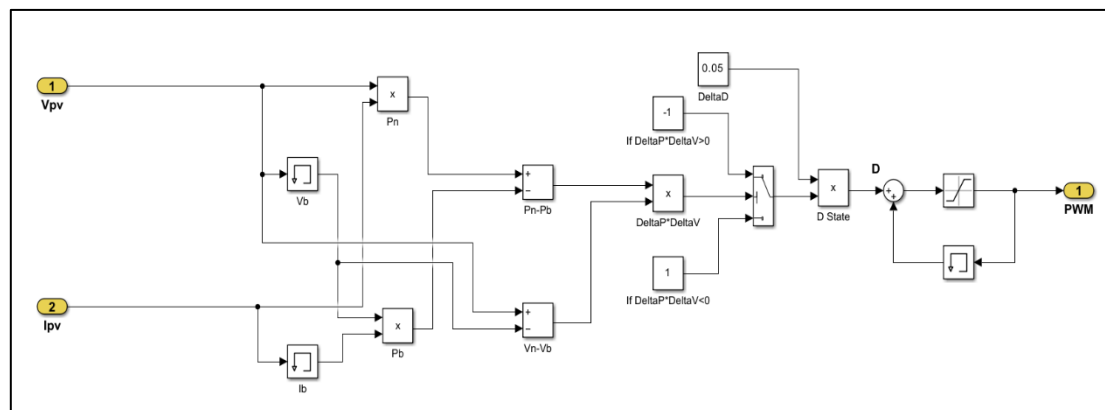 1
Vpv
x
Pn
0.05
DeltaD
-1
If DeltaP*DeltaV>0
Vb
+
−
Pn-Pb
x
DeltaP*DeltaV
x
D State
D
+
+
1
PWM
1
If DeltaP*DeltaV<0
2
Ipv
x
Pb
+
−
Vn-Vb
Ib